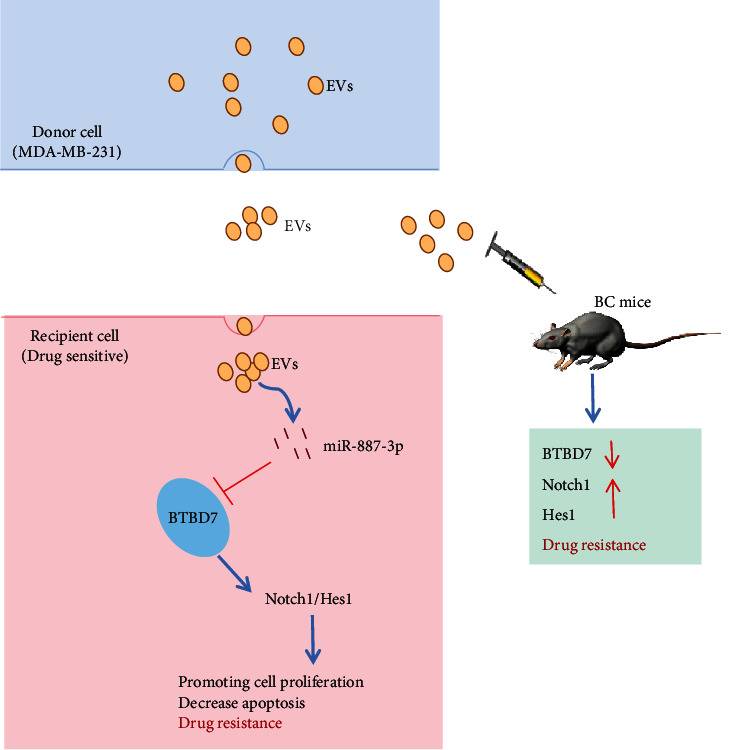 EVs
Donor cell
(MDA-MB-231)
EVs
BC mice
Recipient cell
(Drug sensitive)
EVs
miR-887-3p
BTBD7
Notch1/Hes1
Promoting cell proliferation
Decrease apoptosis
Drug resistance
BTBD7
Notch1
Hes1
Drug resistance